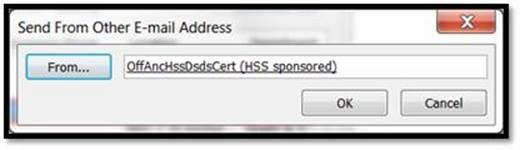 Send From Other E-mail Address
From... OffAncHssDsdsCert (HSS sponsored)
OK Cancel